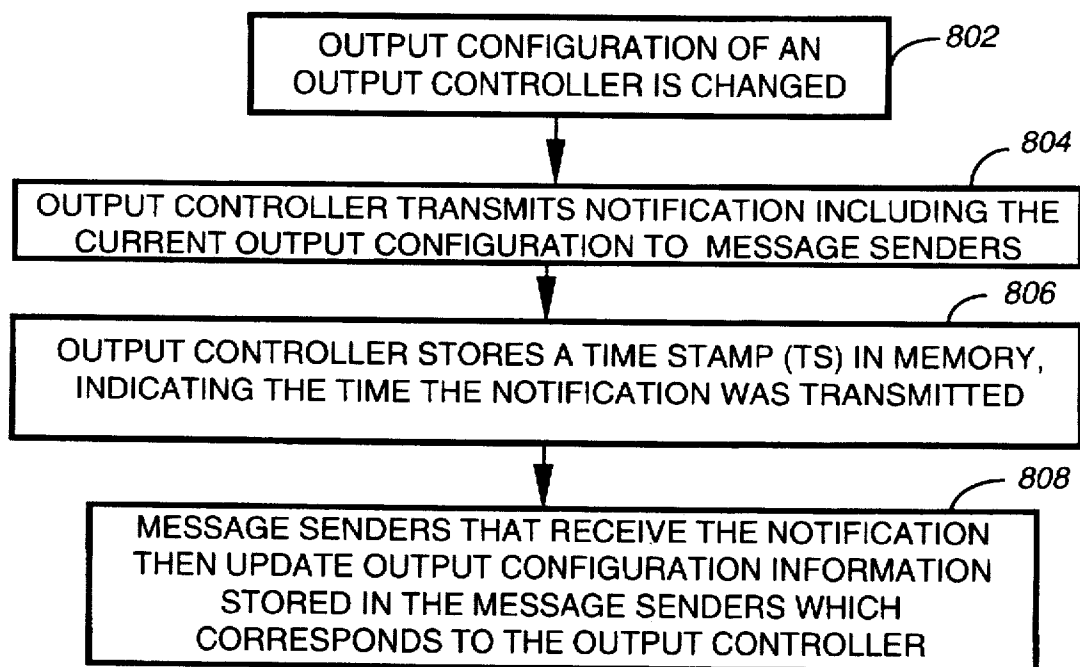 OUTPUT CONFIGURATION OF AN
OUTPUT CONTROLLER IS CHANGED
802
804
OUTPUT CONTROLLER TRANSMITS NOTIFICATION INCLUDING THE
CURRENT OUTPUT CONFIGURATION TO MESSAGE SENDERS
806
OUTPUT CONTROLLER STORES A TIME STAMP (TS) IN MEMORY,
INDICATING THE TIME THE NOTIFICATION WAS TRANSMITTED
808
MESSAGE SENDERS THAT RECEIVE THE NOTIFICATION
THEN UPDATE OUTPUT CONFIGURATION INFORMATION
STORED IN THE MESSAGE SENDERS WHICH
CORRESPONDS TO THE OUTPUT CONTROLLER